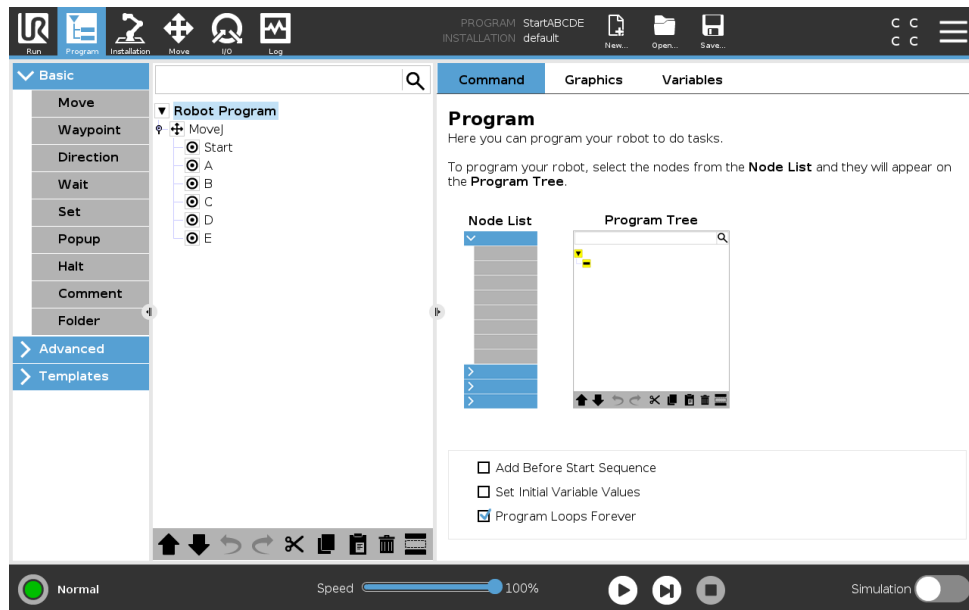 PROGRAM StartABCDE
INSTALLATION default
Run
Program
Installation
Move
I/O
Log
New...
Open...
Save...
C C
C C
Basic
Move
Waypoint
Direction
Wait
Set
Popup
Halt
Comment
Folder
Advanced
Templates
Robot Program
MoveJ
Start
A
B
C
D
E
Command Graphics Variables
Program
Here you can program your robot to do tasks.
To program your robot, select the nodes from the Node List and they will appear on
the Program Tree.
Node List
Program Tree
Add Before Start Sequence
Set Initial Variable Values
Program Loops Forever
Normal
Speed
100%
Simulation